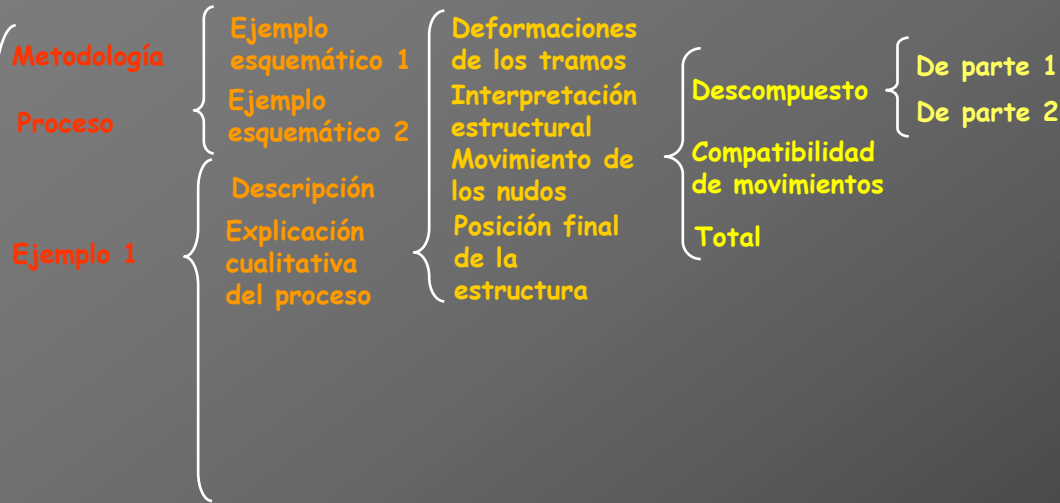 Metodología
Proceso
Ejemplo 1
Ejemplo
esquemático 1
Ejemplo
esquemático 2
Descripción
Explicación
cualitativa
del proceso
Deformaciones
de los tramos
Interpretación
estructural
Movimiento de
los nudos
Posición final
de la
estructura
Descompuesto
Compatibilidad
de movimientos
Total
De parte 1
De parte 2